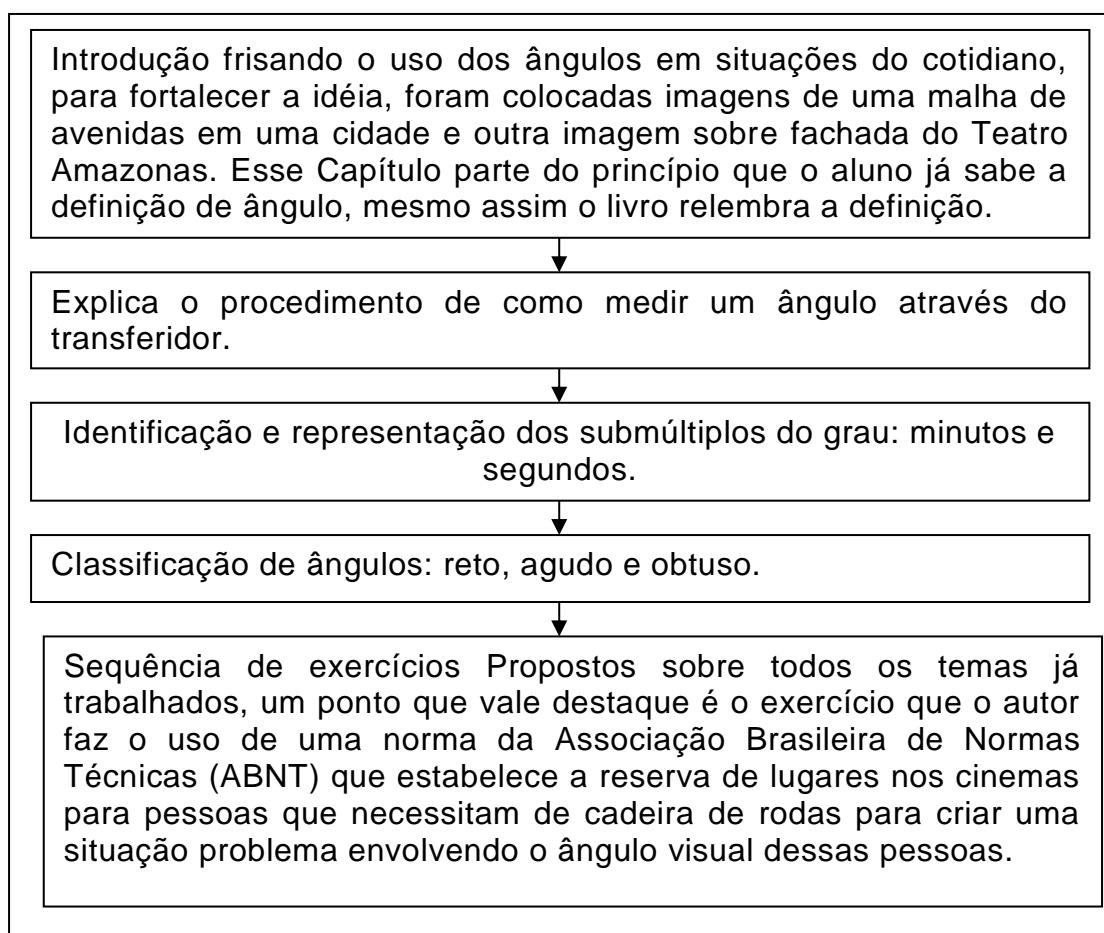 Introdução frisando o uso dos ângulos em situações do cotidiano,
para fortalecer a idéia, foram colocadas imagens de uma malha de
avenidas em uma cidade e outra imagem sobre fachada do Teatro
Amazonas. Esse Capítulo parte do princípio que o aluno já sabe a
definição de ângulo, mesmo assim o livro relembra a definição.
Explica o procedimento de como medir um ângulo através do
transferidor.
Identificação e representação dos submúltiplos do grau: minutos e
segundos.
Classificação de ângulos: reto, agudo e obtuso.
Sequência de exercícios Propostos sobre todos os temas já
trabalhados, um ponto que vale destaque é o exercício que o autor
faz o uso de uma norma da Associação Brasileira de Normas
Técnicas (ABNT) que estabelece a reserva de lugares nos cinemas
para pessoas que necessitam de cadeira de rodas para criar uma
situação problema envolvendo o ângulo visual dessas pessoas.